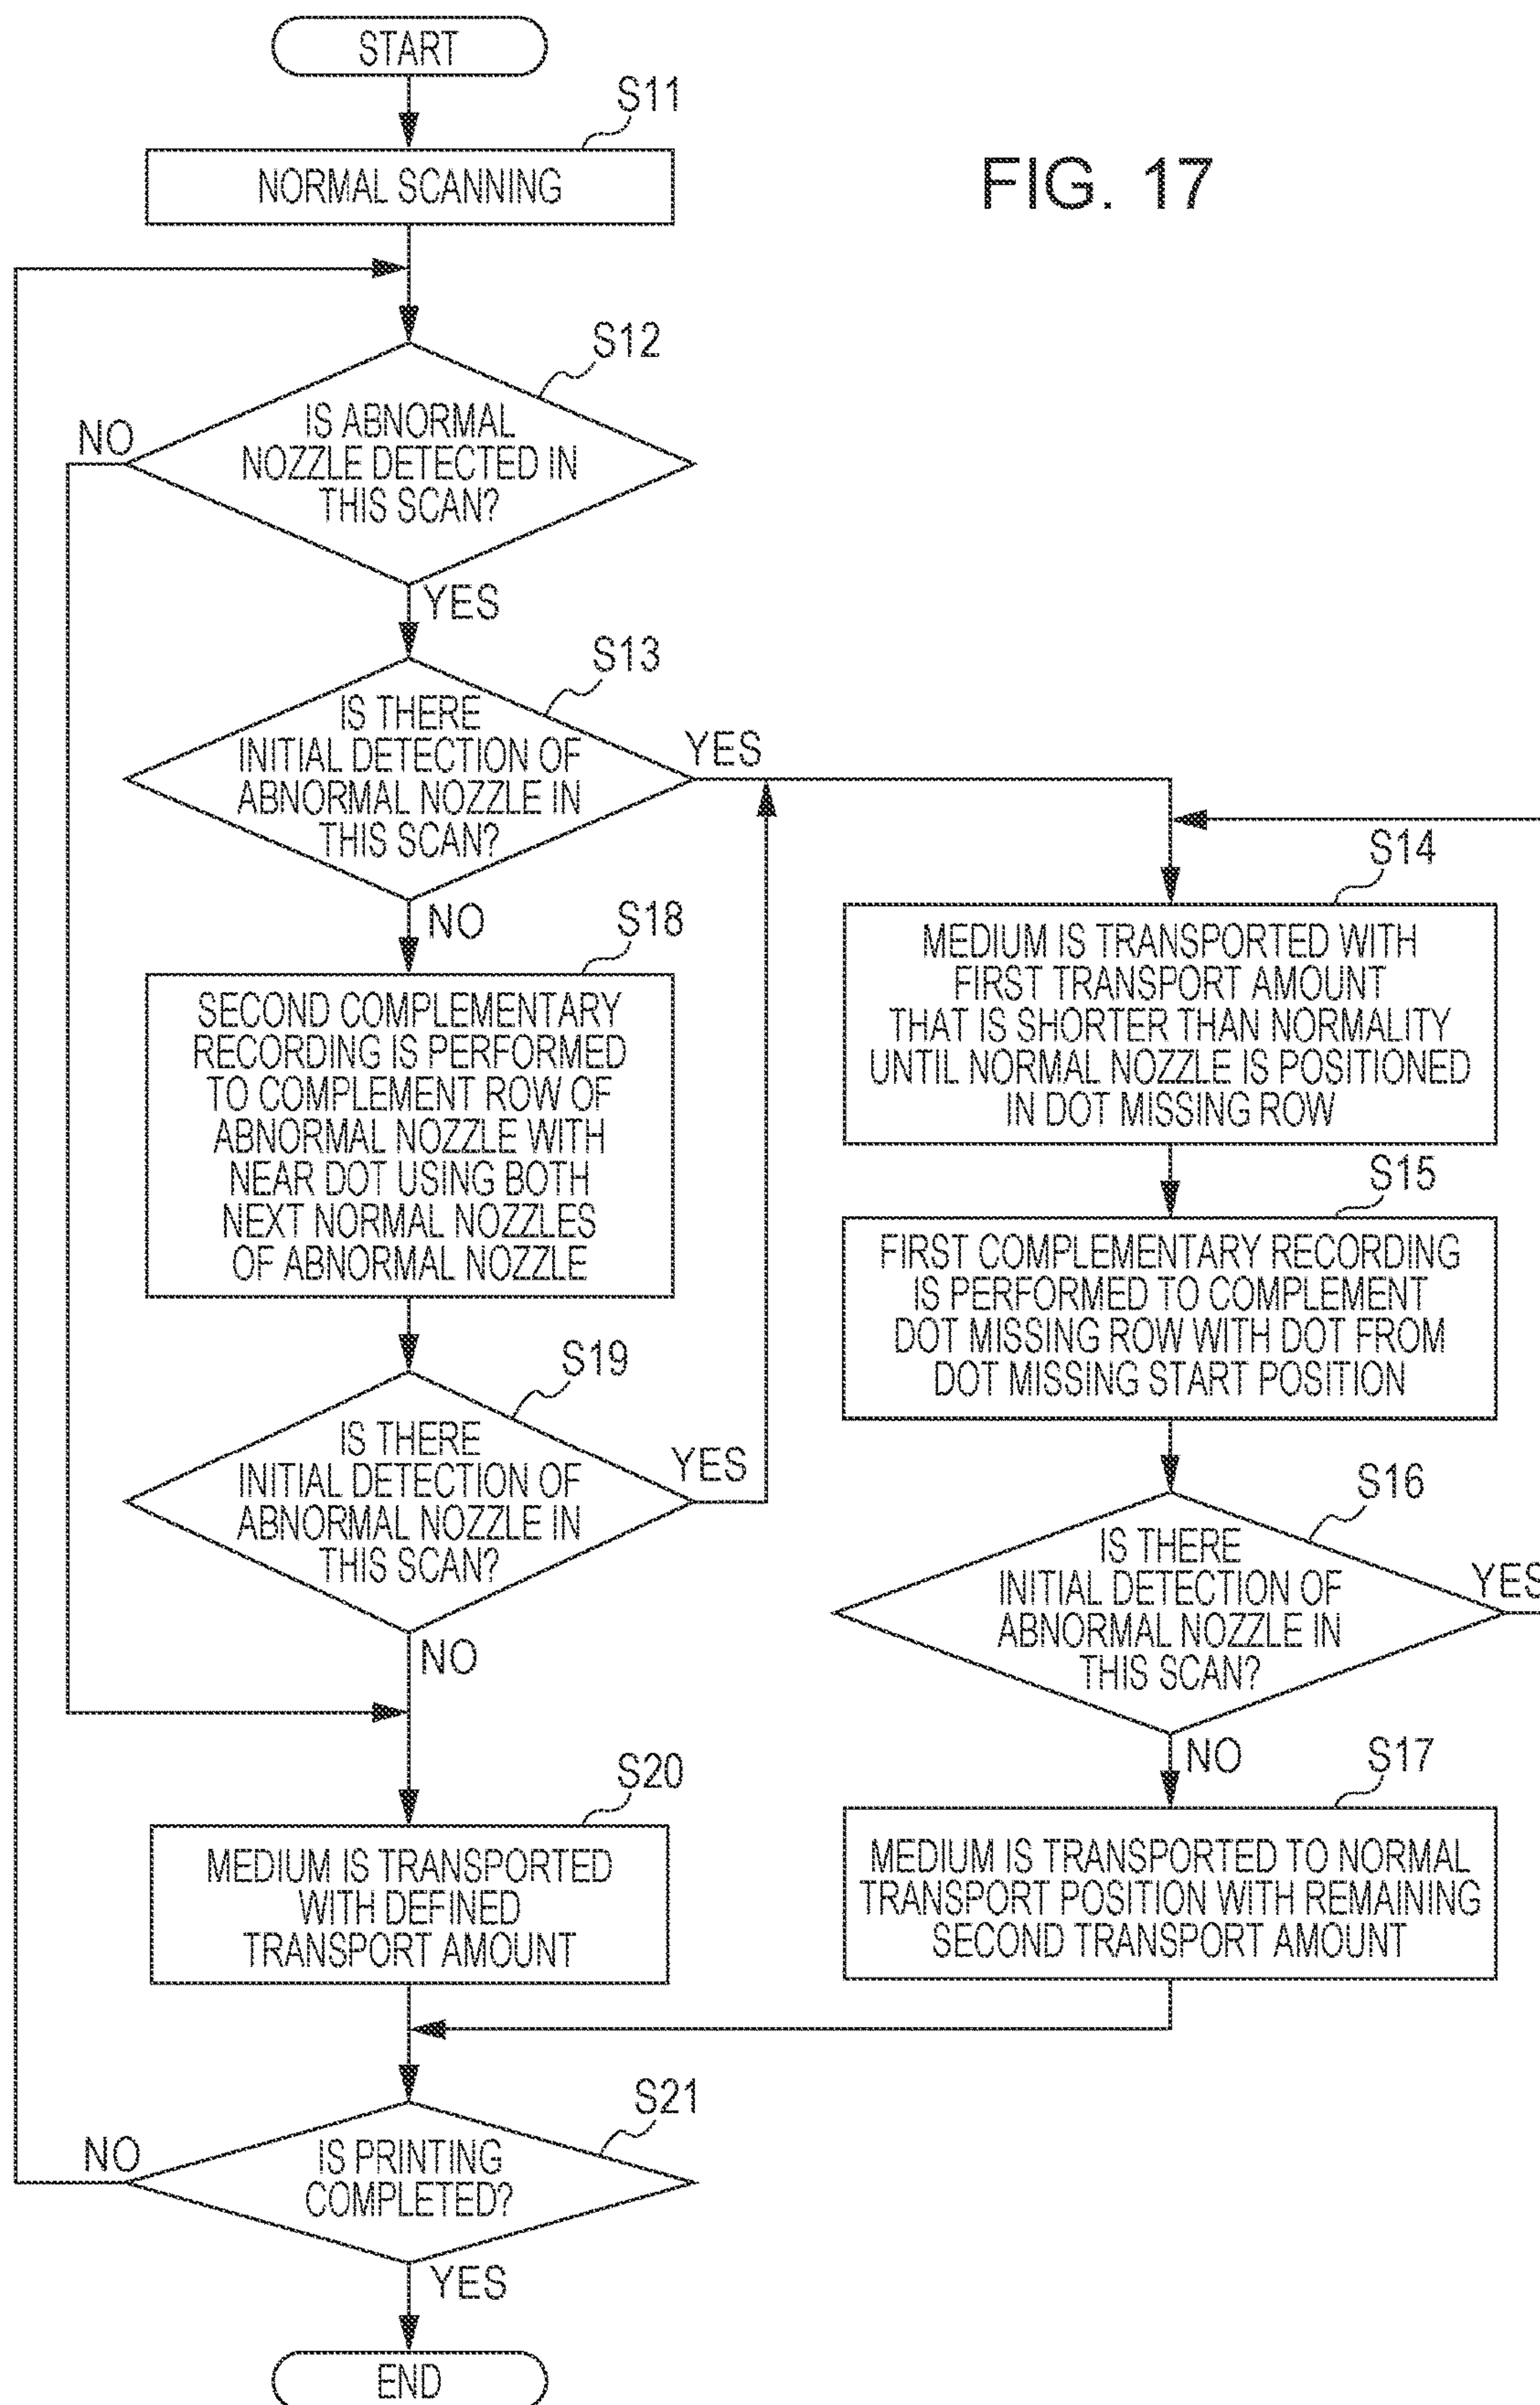 START
S11
NORMAL SCANNING
FIG. 17
S12
IS ABNORMAL
NOZZLE DETECTED IN
THIS SCAN?
NO
YES
S13
IS THERE
INITIAL DETECTION OF
ABNORMAL NOZZLE IN
THIS SCAN?
YES
NO
S18
SECOND COMPLEMENTARY
RECORDING IS PERFORMED
TO COMPLEMENT ROW OF
ABNORMAL NOZZLE WITH
NEAR DOT USING BOTH
NEXT NORMAL NOZZLES
OF ABNORMAL NOZZLE
S19
IS THERE
INITIAL DETECTION OF
ABNORMAL NOZZLE IN
THIS SCAN?
YES
NO
S14
MEDIUM IS TRANSPORTED WITH
FIRST TRANSPORT AMOUNT
THAT IS SHORTER THAN NORMALITY
UNTIL NORMAL NOZZLE IS POSITIONED
IN DOT MISSING ROW
S15
FIRST COMPLEMENTARY RECORDING
IS PERFORMED TO COMPLEMENT
DOT MISSING ROW WITH DOT FROM
DOT MISSING START POSITION
S16
IS THERE
INITIAL DETECTION OF
ABNORMAL NOZZLE IN
THIS SCAN?
YES
NO
S17
MEDIUM IS TRANSPORTED TO NORMAL
TRANSPORT POSITION WITH REMAINING
SECOND TRANSPORT AMOUNT
S20
MEDIUM IS TRANSPORTED
WITH DEFINED
TRANSPORT AMOUNT
S21
IS PRINTING
COMPLETED?
NO
YES
END